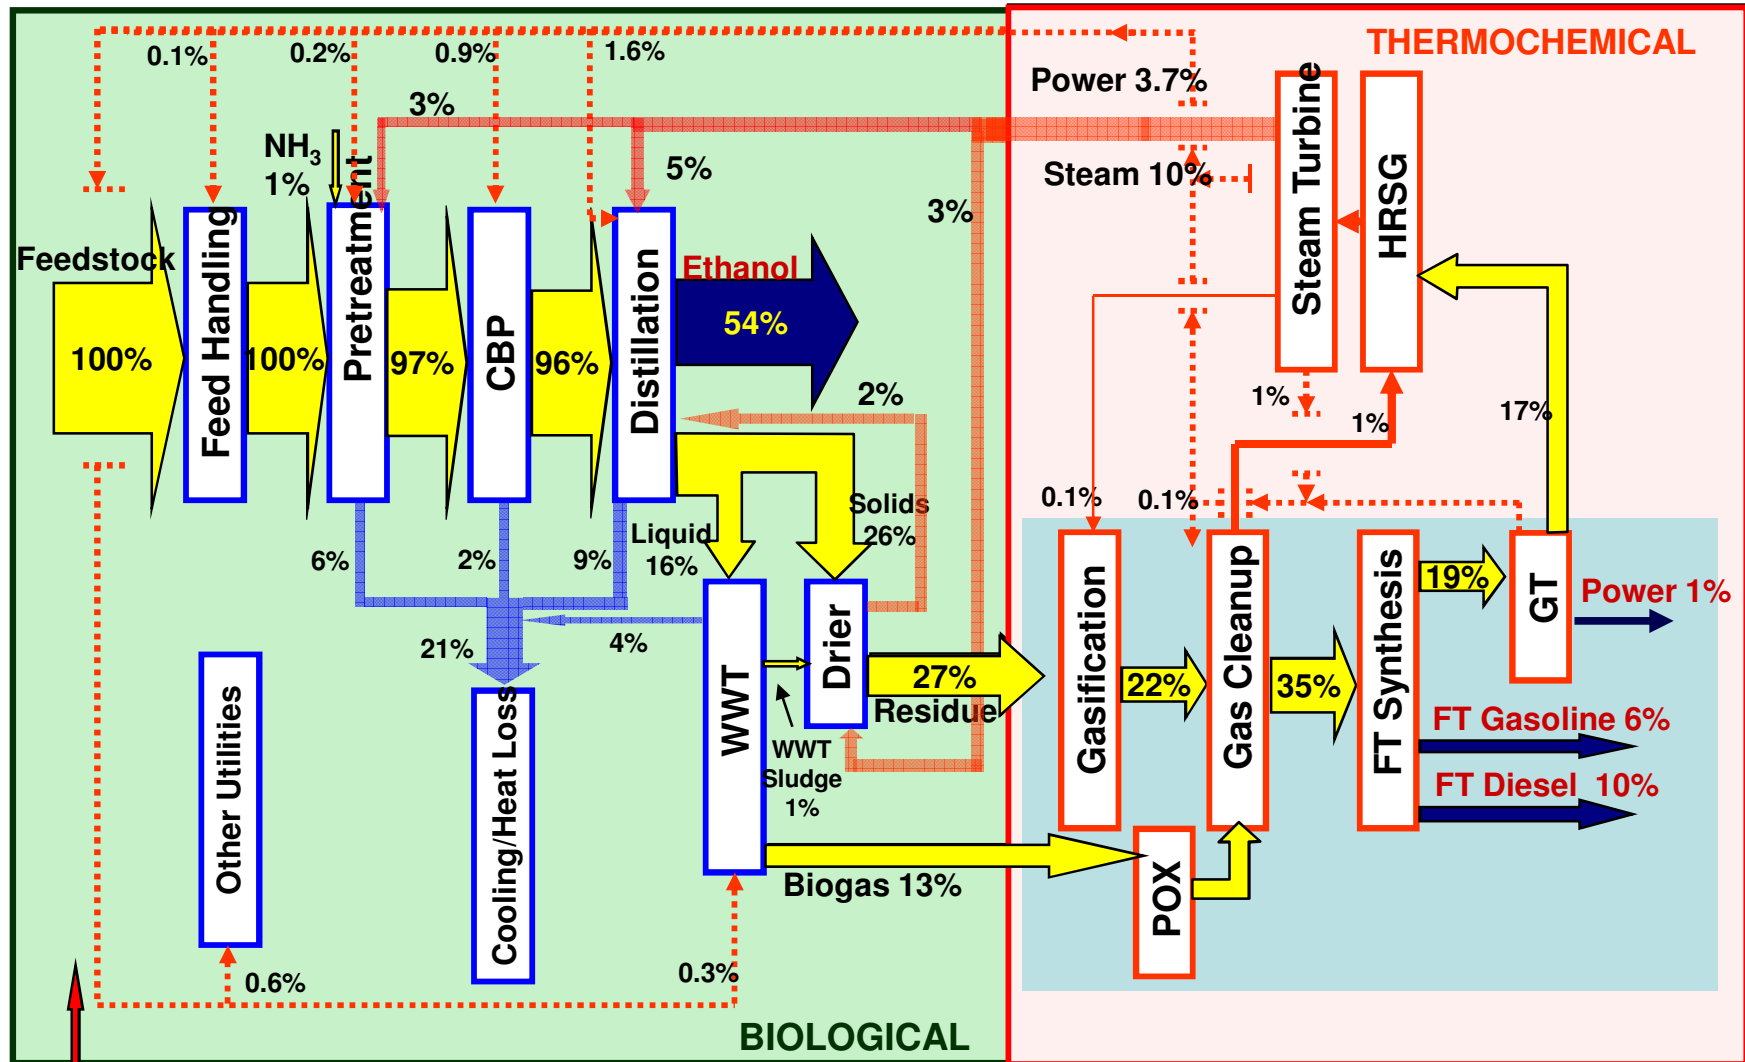 THERMOCHEMICAL
0.1%
0.2%
0.9%
1.6%
Power 3.7%
3%
NH3
1%
5%
Steam 10%
3%
Feedstock
100%
Feed Handling
100%
Pretreatment
97%
CBP
96%
Distillation
Ethanol
54%
2%
Steam Turbine
HRSG
1%
1%
17%
0.1%
0.1%
Solids
26%
Liquid
16%
6%
2%
9%
21%
4%
WWT
Drier
27%
Residue
WWT
Sludge
1%
Gasification
22%
Gas Cleanup
35%
FT Synthesis
19%
GT
Power 1%
FT Gasoline 6%
FT Diesel 10%
Other Utilities
Cooling/Heat Loss
Biogas 13%
POX
0.6%
0.3%
BIOLOGICAL